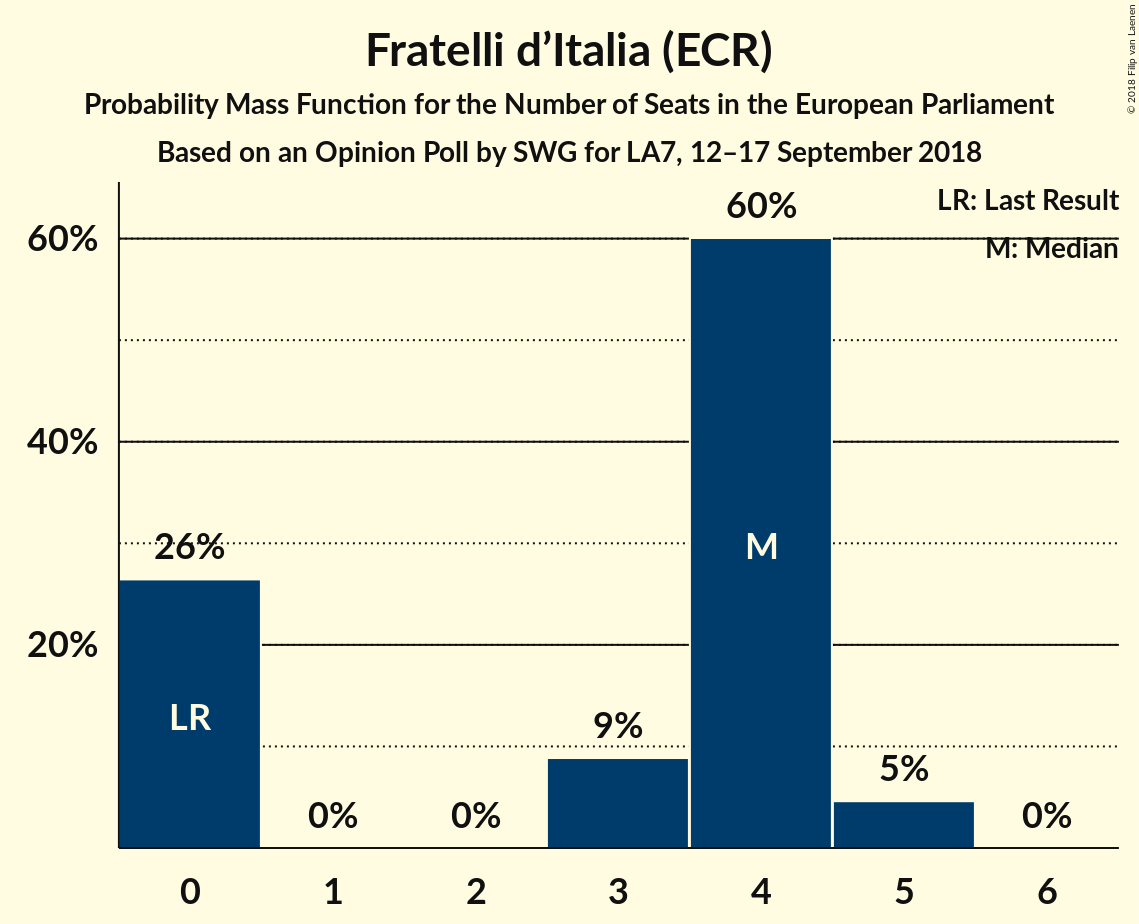 Fratelli d’Italia (ECR)
Probability Mass Function for the Number of Seats in the European Parliament
Based on an Opinion Poll by SWG for LA7, 12–17 September 2018
© 2018 Filip van Laenen
LR: Last Result
M: Median
60%
40%
20%
26%
0%
0%
9%
60%
5%
0%
LR
M
0 1 2 3 4 5 6